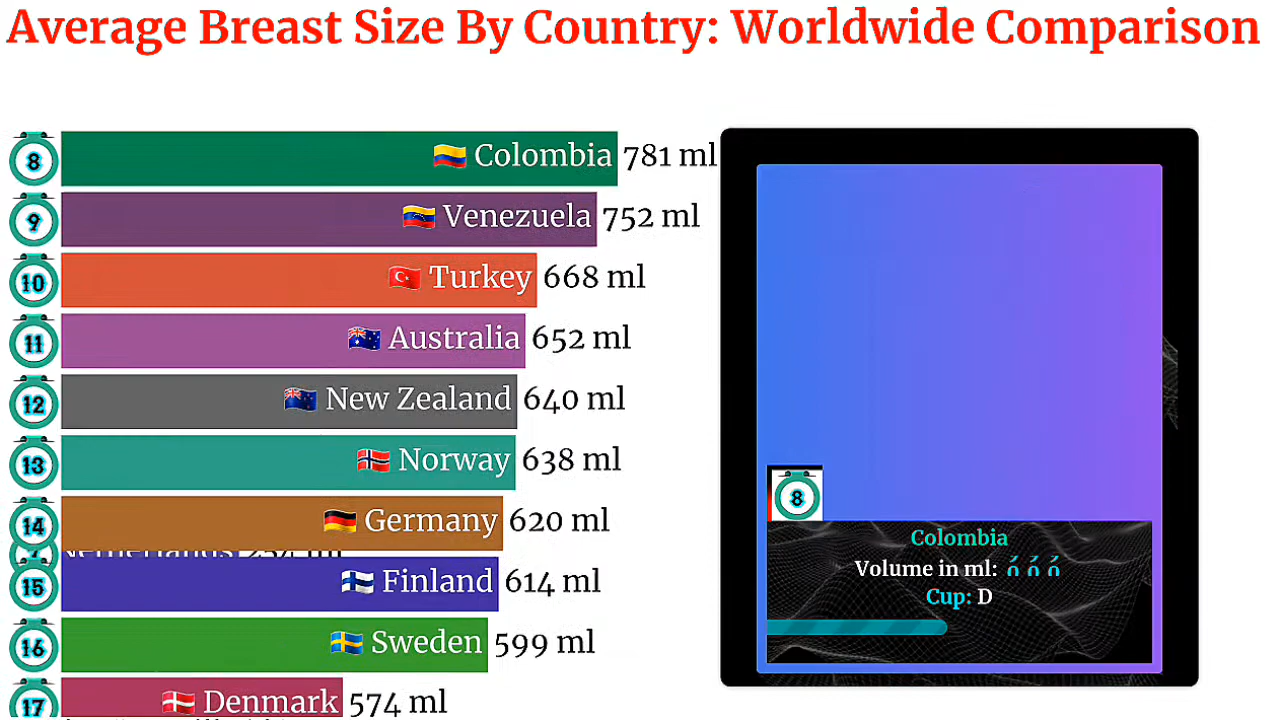 Average Breast Size By Country: Worldwide Comparison
8 Colombia 781 ml
9 Venezuela 752 ml
10 Turkey 668 ml
11 Australia 652 ml
12 New Zealand 640 ml
13 Norway 638 ml
14 Germany 620 ml
15 Finland 614 ml
16 Sweden 599 ml
17 Denmark 574 ml
8
Colombia
Volume in ml:
Cup: D